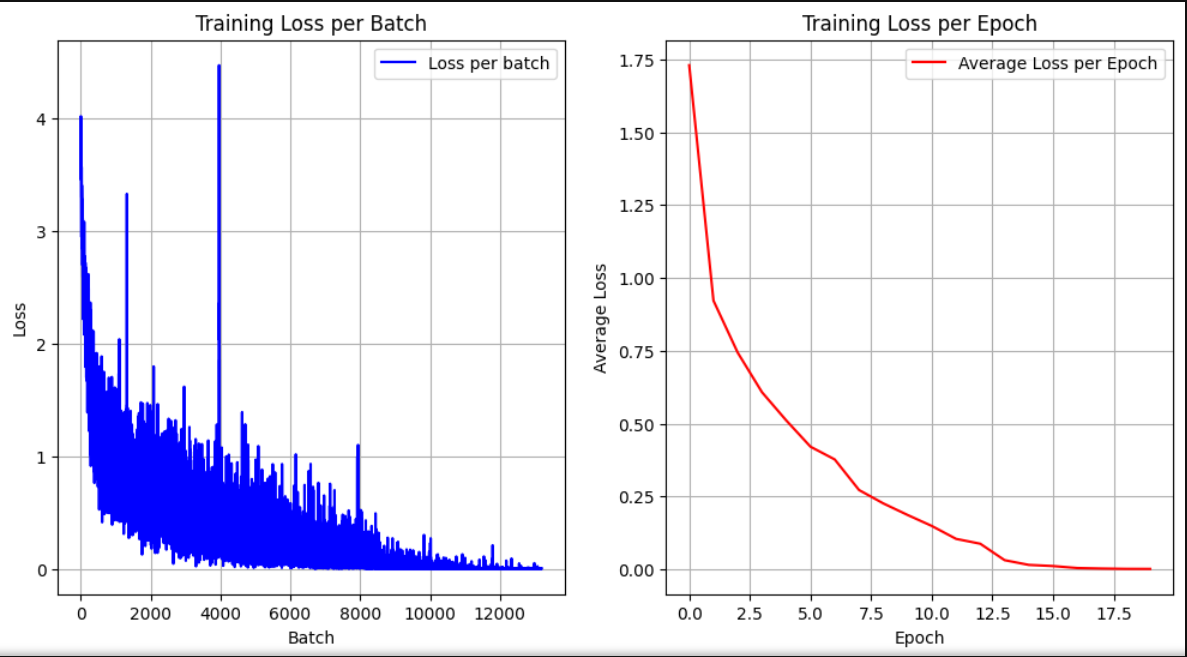 Training Loss per Batch
Loss per batch
4
3
2
1
0
Loss
0 2000 4000 6000 8000 10000 12000
Batch
Training Loss per Epoch
Average Loss per Epoch
1.75
1.50
1.25
1.00
0.75
0.50
0.25
0.00
Average Loss
0.0 2.5 5.0 7.5 10.0 12.5 15.0 17.5
Epoch